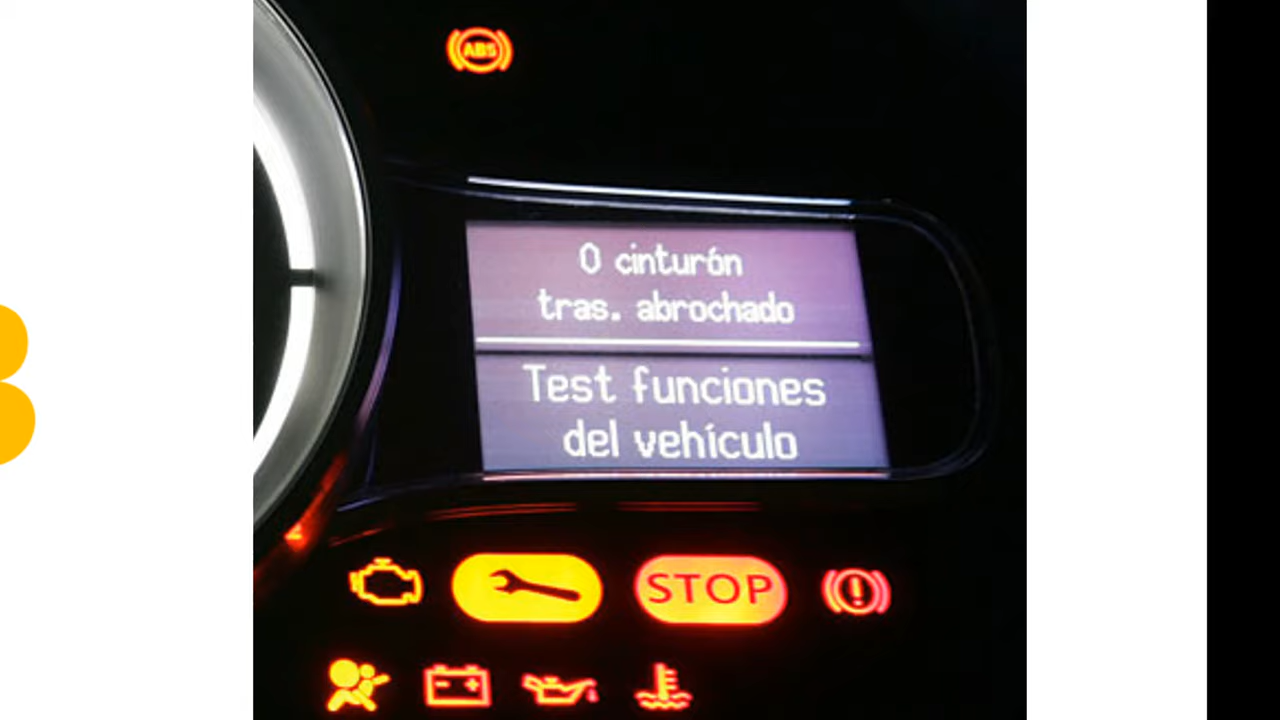 ABS
0 cinturón
tras. abrochado
Test funciones
del vehículo
STOP